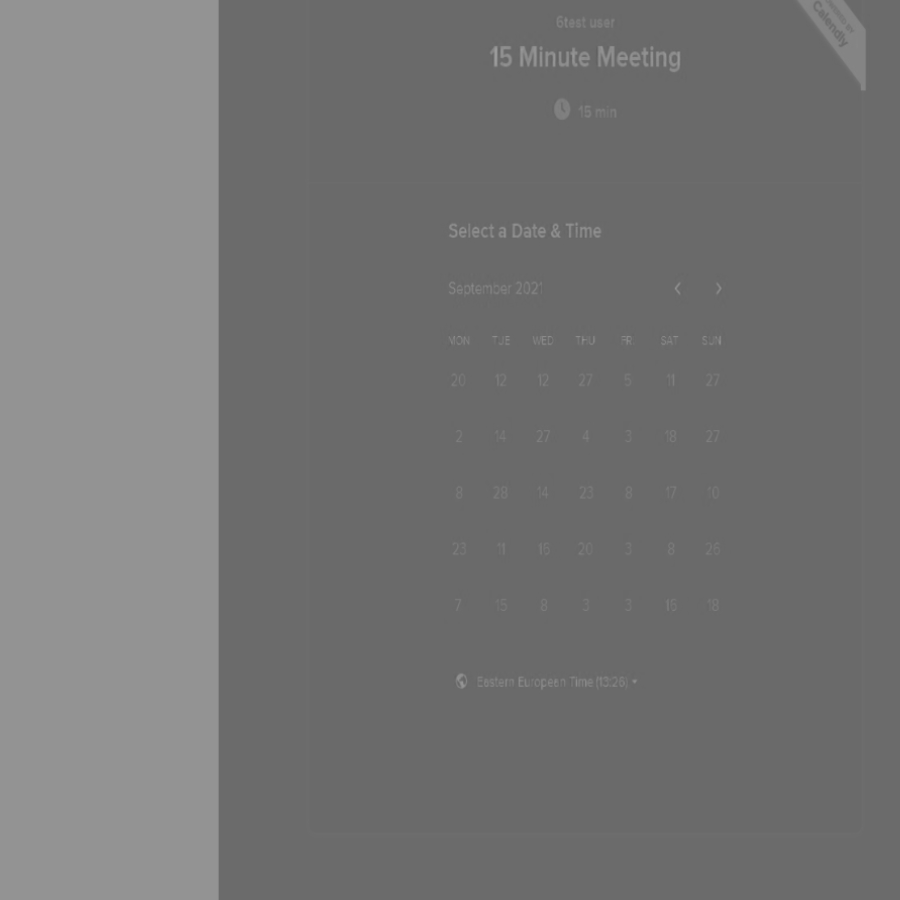 6test user
Calendly
15 Minute Meeting
15 min
Select a Date & Time
September 2021
MON TUE WED THU FR SAT SUN
20 12 12 27 5 11 27
2 14 27 4 3 18 27
8 28 14 23 8 17 10
23 11 16 20 3 8 26
7 15 8 3 3 15 18
Eastern European Time (13:26)